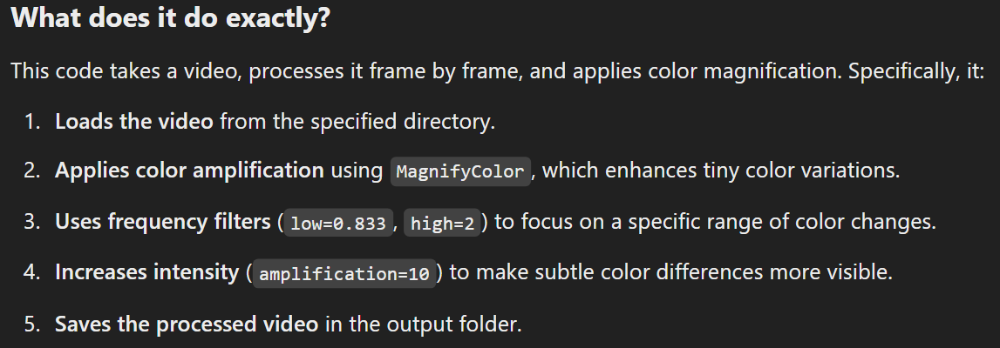 What does it do exactly?
This code takes a video, processes it frame by frame, and applies color magnification. Specifically, it:
1. Loads the video from the specified directory.
2. Applies color amplification using MagnifyColor, which enhances tiny color variations.
3. Uses frequency filters (low=0.833, high=2) to focus on a specific range of color changes.
4. Increases intensity (amplification=10) to make subtle color differences more visible.
5. Saves the processed video in the output folder.